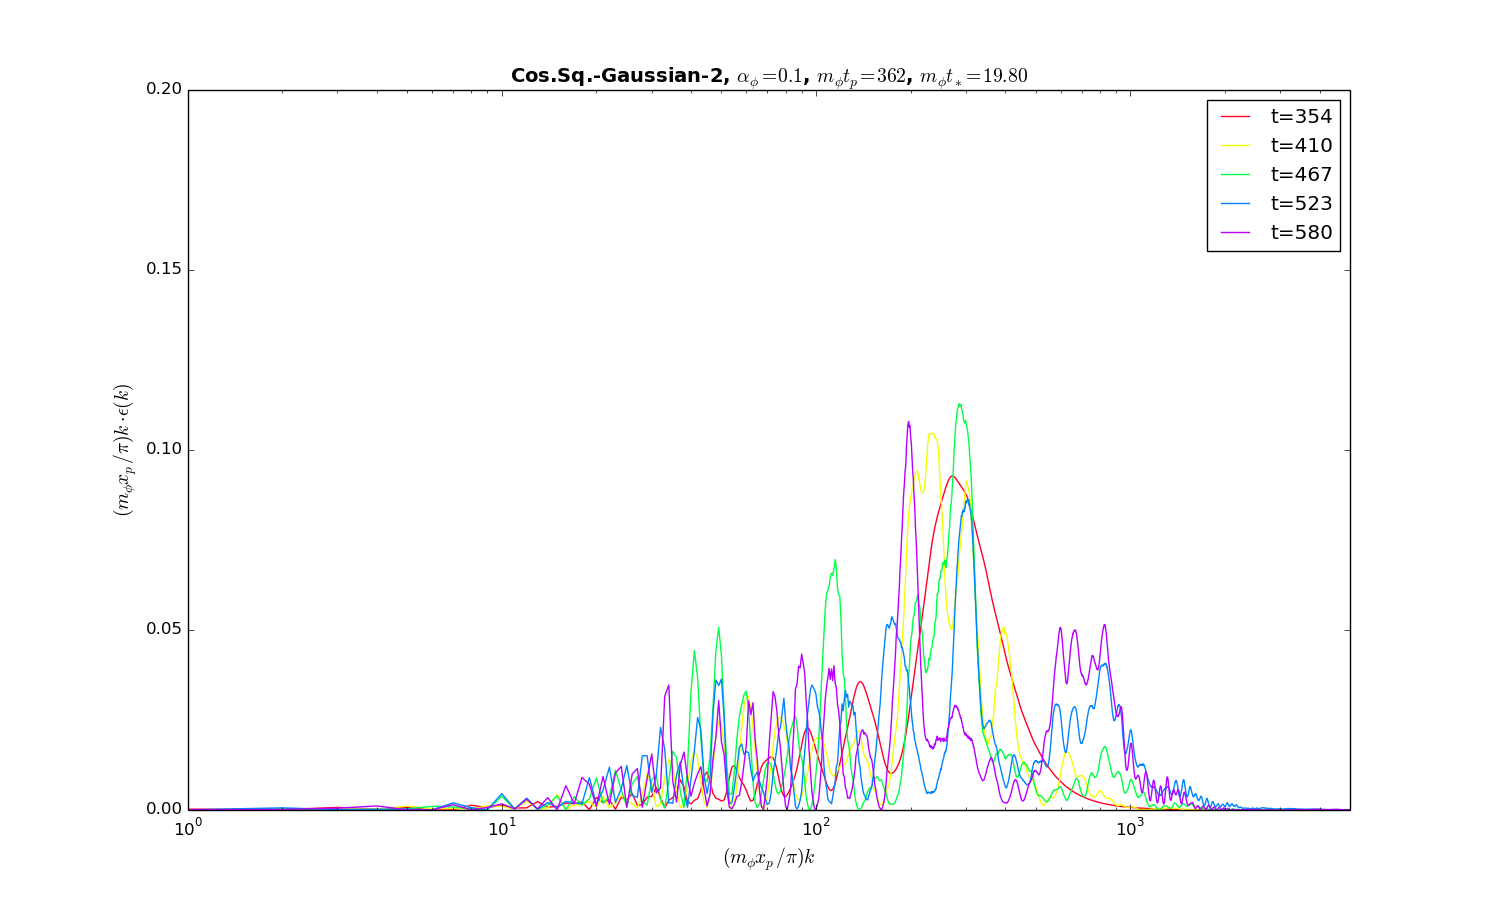 Cos.Sq.-Gaussian-2, α_ϕ=0.1, m_ϕt_p=362, m_ϕt_*=19.80
0.20
0.15
0.10
0.05
0.00
(m_ϕx_p/π)k·ϵ(k)
t=354
t=410
t=467
t=523
t=580
10^0 10^1 10^2 10^3
(m_ϕx_p/π)k